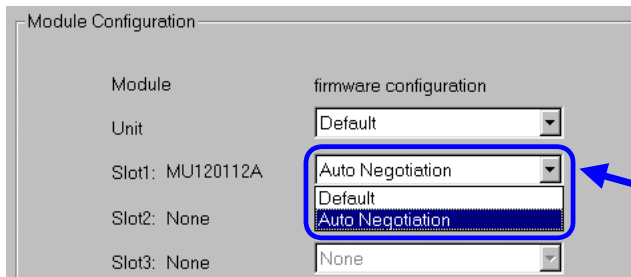 Module Configuration
Module firmware configuration
Unit Default
Slot1: MU120112A Auto Negotiation
Default
Slot2: None Auto Negotiation
Slot3: None None